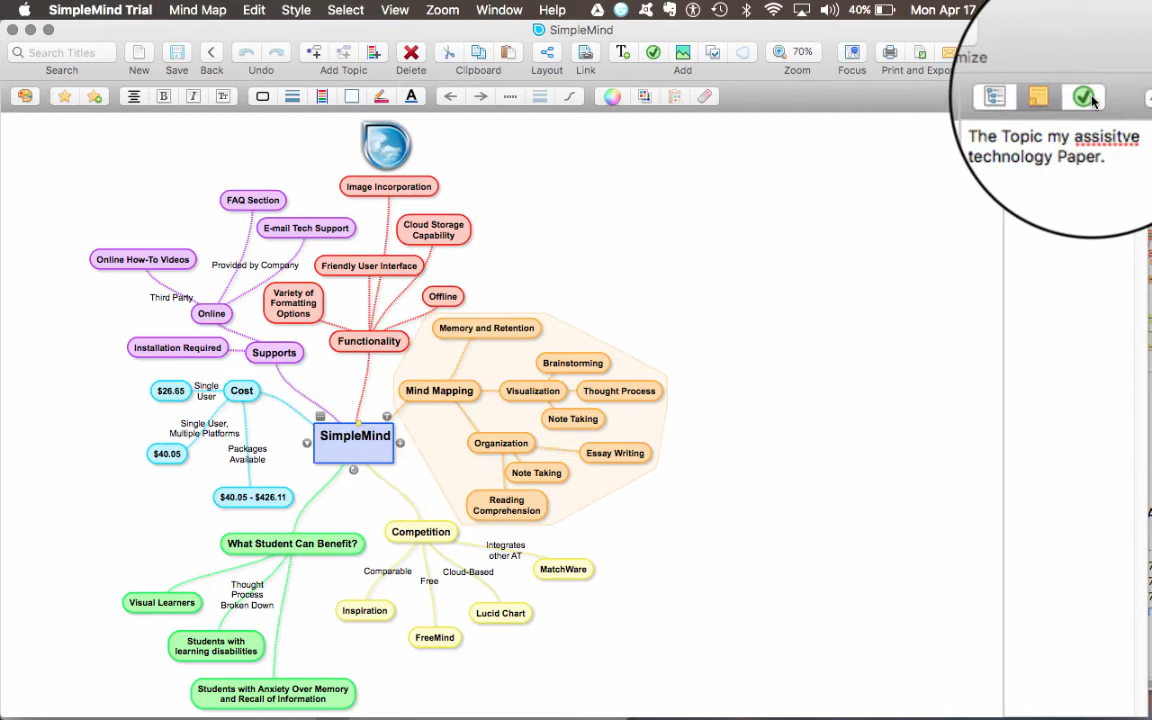 SimpleMind Trial Mind Map Edit Style Select View Zoom Window Help 40% Mon Apr 17
SimpleMind
Search Titles 70%
Search New Save Back Undo Add Topic Delete Clipboard Layout Link Add Zoom Focus Print and Expo
mize
B I Tr T A
The Topic my assisitve
technology Paper.
Image Incorporation
FAQ Section
E-mail Tech Support
Cloud Storage
Capability
Online How-To Videos
Provided by Company
Friendly User Interface
Third Party
Variety of
Formatting
Options
Offline
Online
Memory and Retention
Functionality
Installation Required
Supports
Brainstorming
$26.65
Single
User
Cost
Mind Mapping
Visualization
Thought Process
Note Taking
Single User,
Multiple Platforms
SimpleMind
Organization
$40.05
Packages
Available
Essay Writing
Note Taking
$40.05 - $426.11
Reading
Comprehension
Competition
What Student Can Benefit?
Integrates
other AT
Comparable
Free
Cloud-Based
MatchWare
Thought
Process
Broken Down
Visual Learners
Inspiration
Lucid Chart
FreeMind
Students with
learning disabilities
Students with Anxiety Over Memory
and Recall of Information